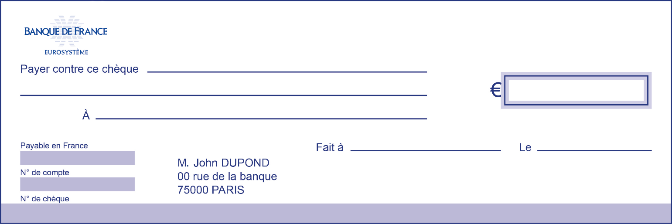 BANQUE DE FRANCE
EUROSYSTÈME
Payer contre ce chèque
€
À
Payable en France
Fait à Le
N° de compte
M. John DUPOND
00 rue de la banque
75000 PARIS
N° de chèque